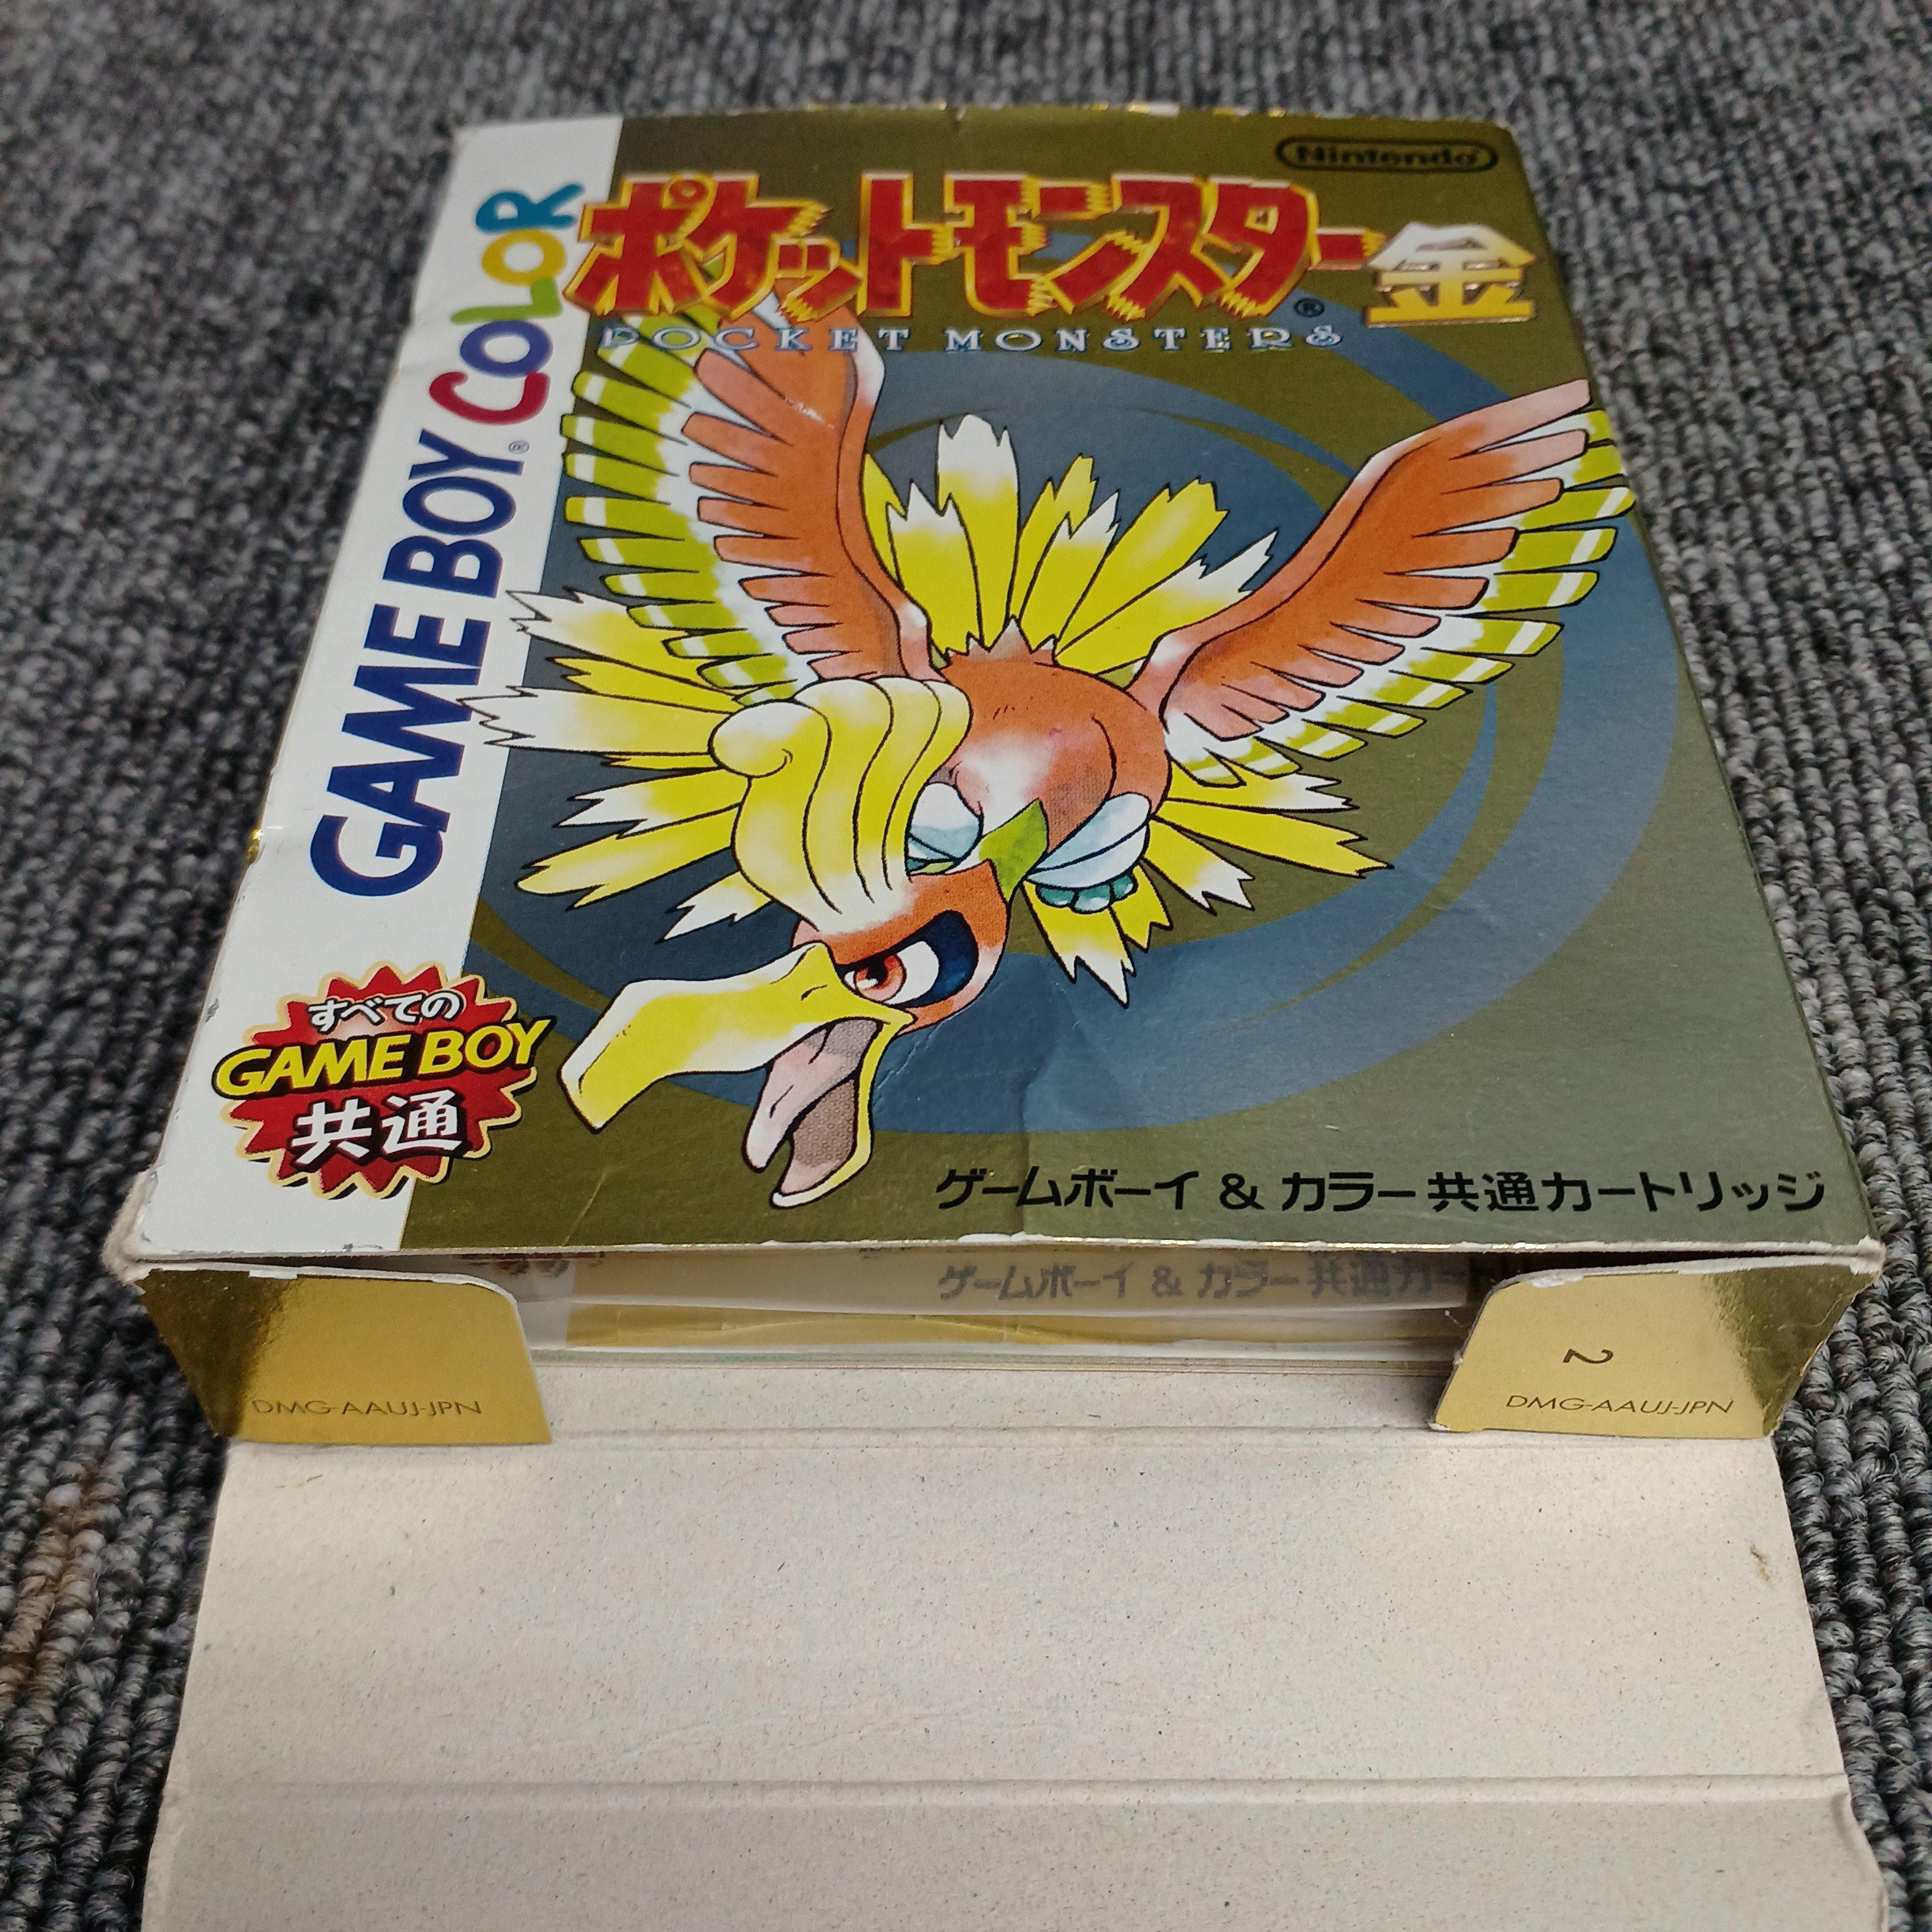 Nintendo
ポケットモンスター金
POCKET MONSTERS
GAME BOY COLOR
すべての
GAME BOY
共通
ゲームボーイ & カラー共通カートリッジ
ゲームボーイ & カラー共通カート
DMG-AAUJ-JPN
2
DMG-AAUJ-JPN